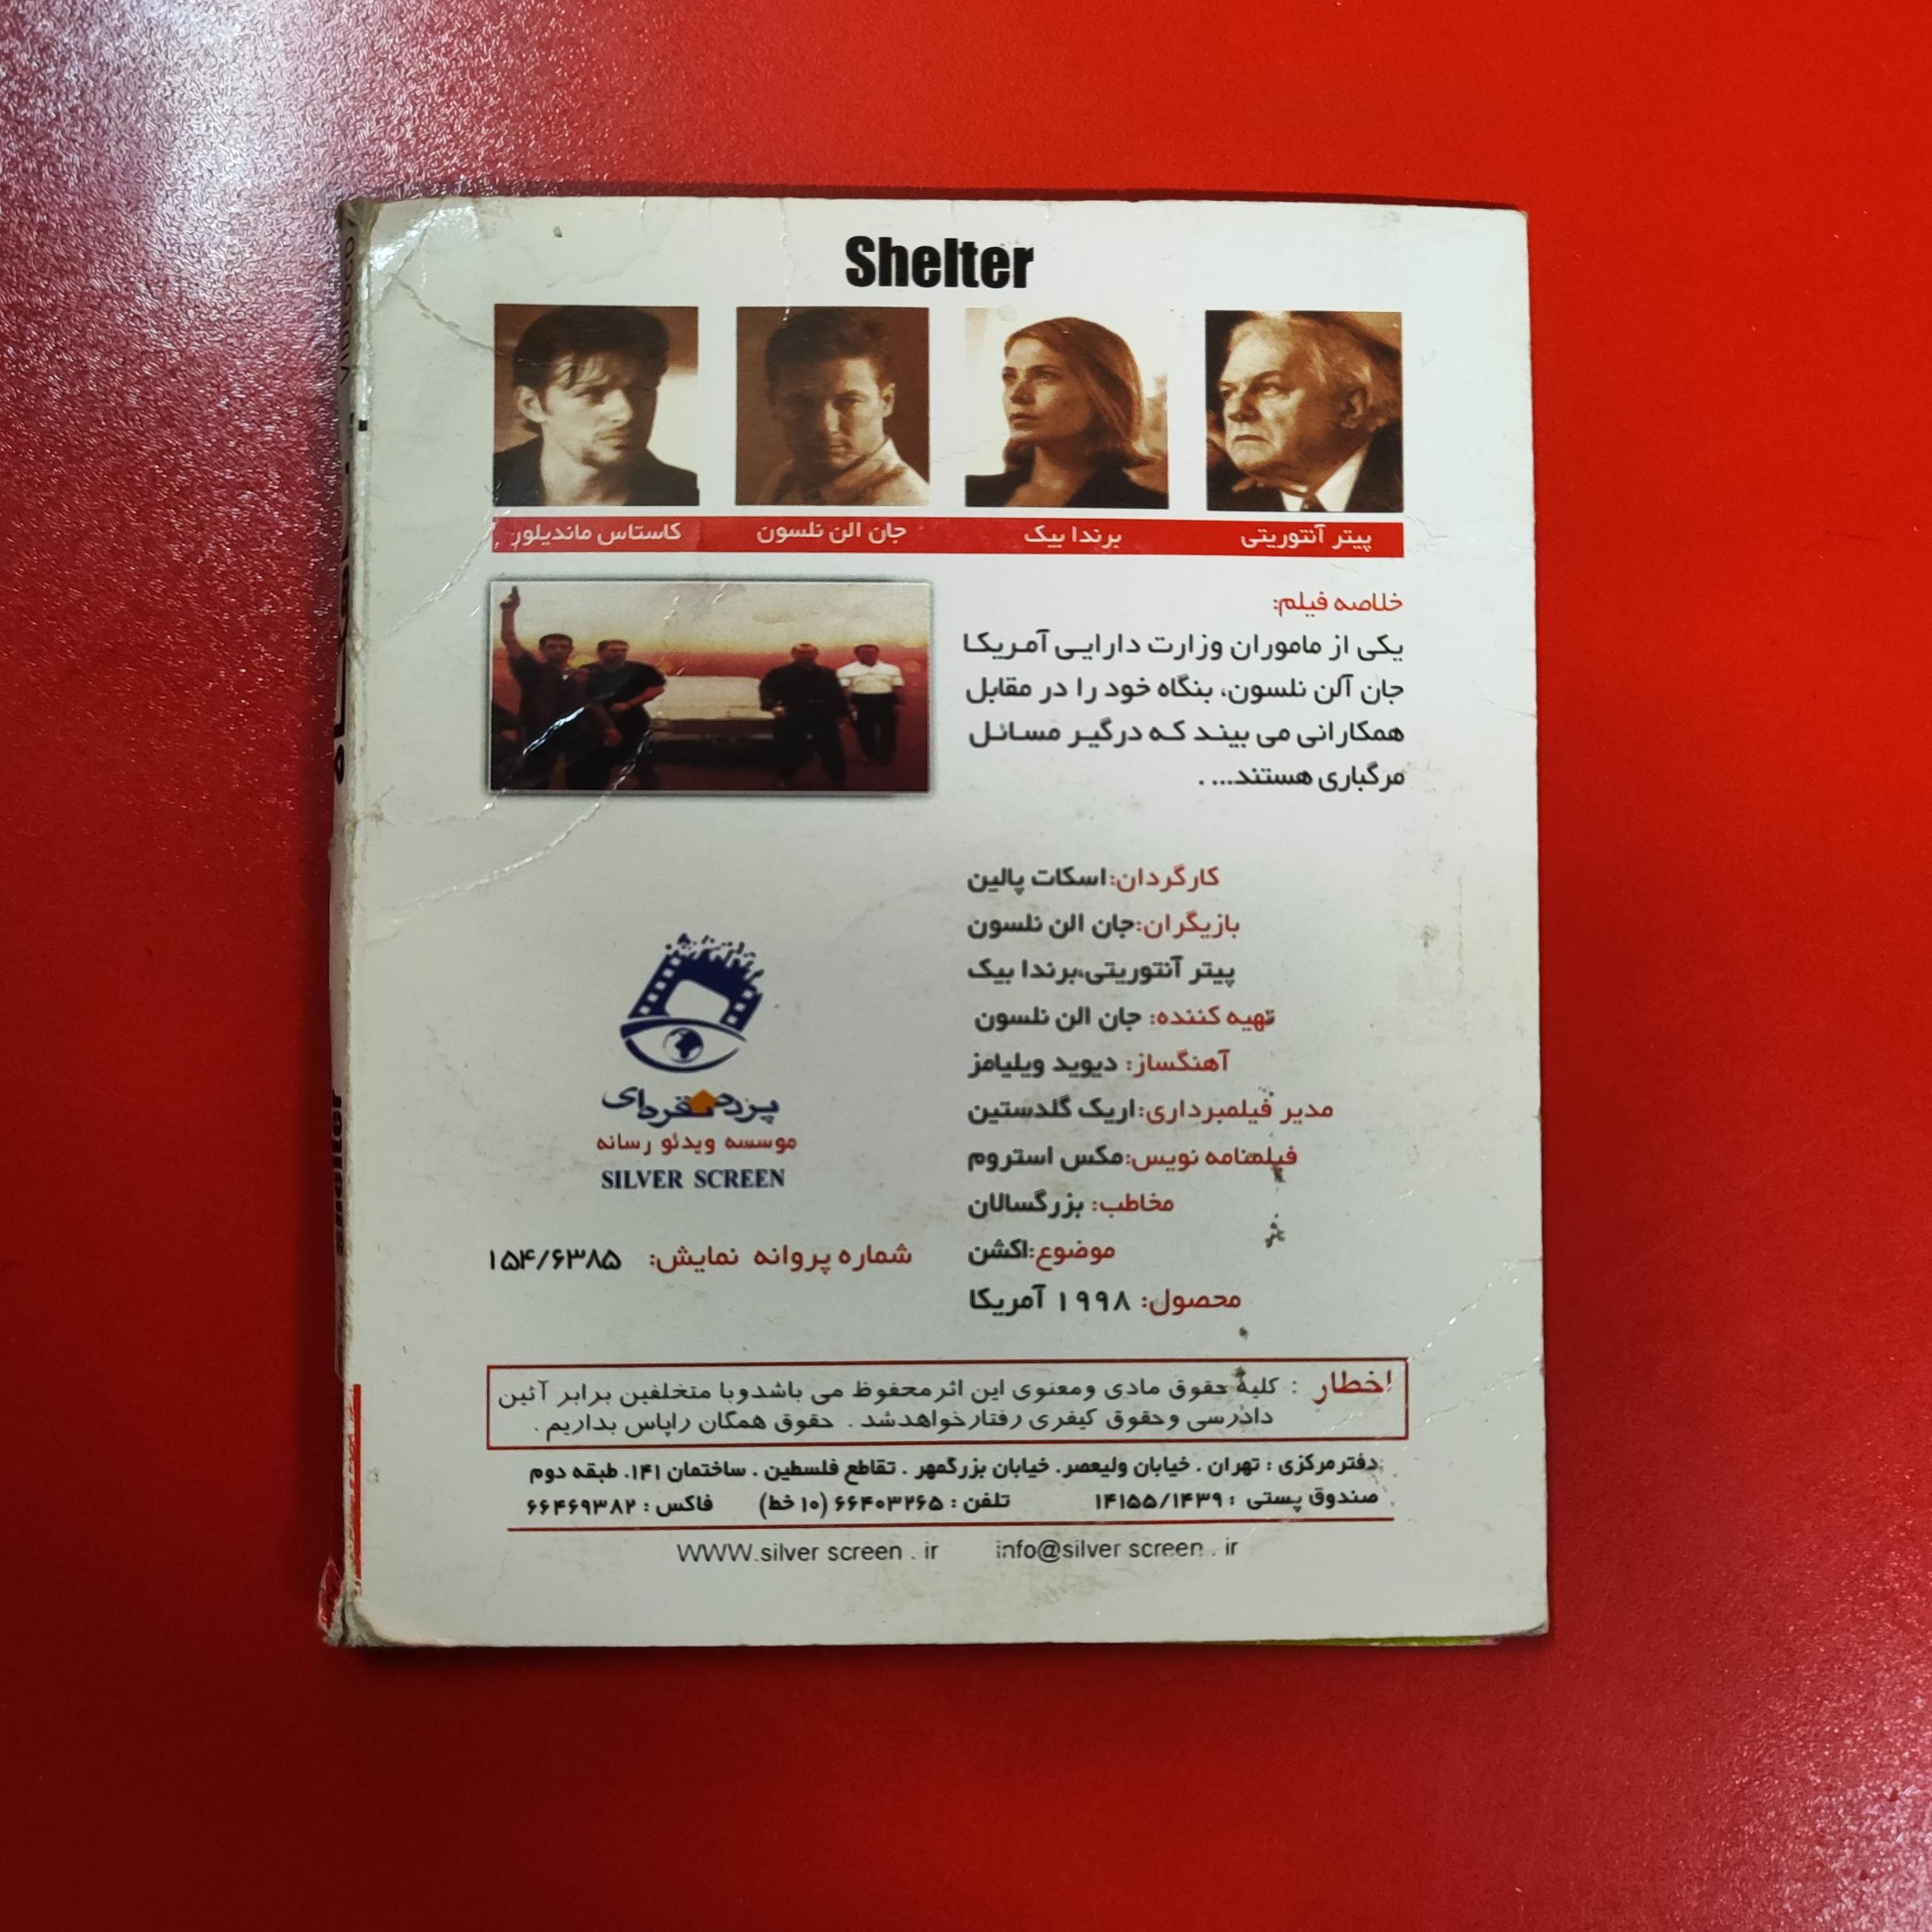 Shelter
پیتر آنتوریتی
برندا بیک
جان الن نلسون
کاستاس ماندیلور
خلاصه فیلم:
یکی از ماموران وزارت دارایی آمریکا
جان آلن نلسون، بنگاه خود را در مقابل
همکارانی می بیند که درگیر مسائل
مرگباری هستند... .
کارگردان:اسکات پالین
بازیگران:جان الن نلسون
پیتر آنتوریتی،برندا بیک
تهیه کننده: جان الن نلسون
آهنگساز: دیوید ویلیامز
مدیر فیلمبرداری:اریک گلدستین
فیلمنامه نویس:مکس استروم
مخاطب: بزرگسالان
موضوع:اکشن
محصول: ۱۹۹۸ آمریکا
پرده نقره‌ای
موسسه ویدئو رسانه
SILVER SCREEN
شماره پروانه نمایش: ۱۵۴/۶۳۸۵
اخطار : کلیه حقوق مادی ومعنوی این اثرمحفوظ می باشدوبا متخلفین برابر آئین
دادرسی وحقوق کیفری رفتارخواهدشد . حقوق همگان راپاس بداریم .
دفترمرکزی : تهران . خیابان ولیعصر. خیابان بزرگمهر . تقاطع فلسطین . ساختمان ۱۴۱. طبقه دوم
صندوق پستی : ۱۴۱۵۵/۱۴۳۹ تلفن : ۶۶۴۰۳۲۶۵ (۱۰ خط) فاکس : ۶۶۴۶۹۳۸۲
WWW.silver screen . ir info@silver screen . ir
Shelter